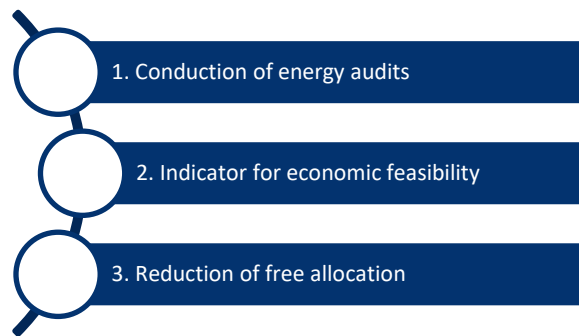 1. Conduction of energy audits
2. Indicator for economic feasibility
3. Reduction of free allocation